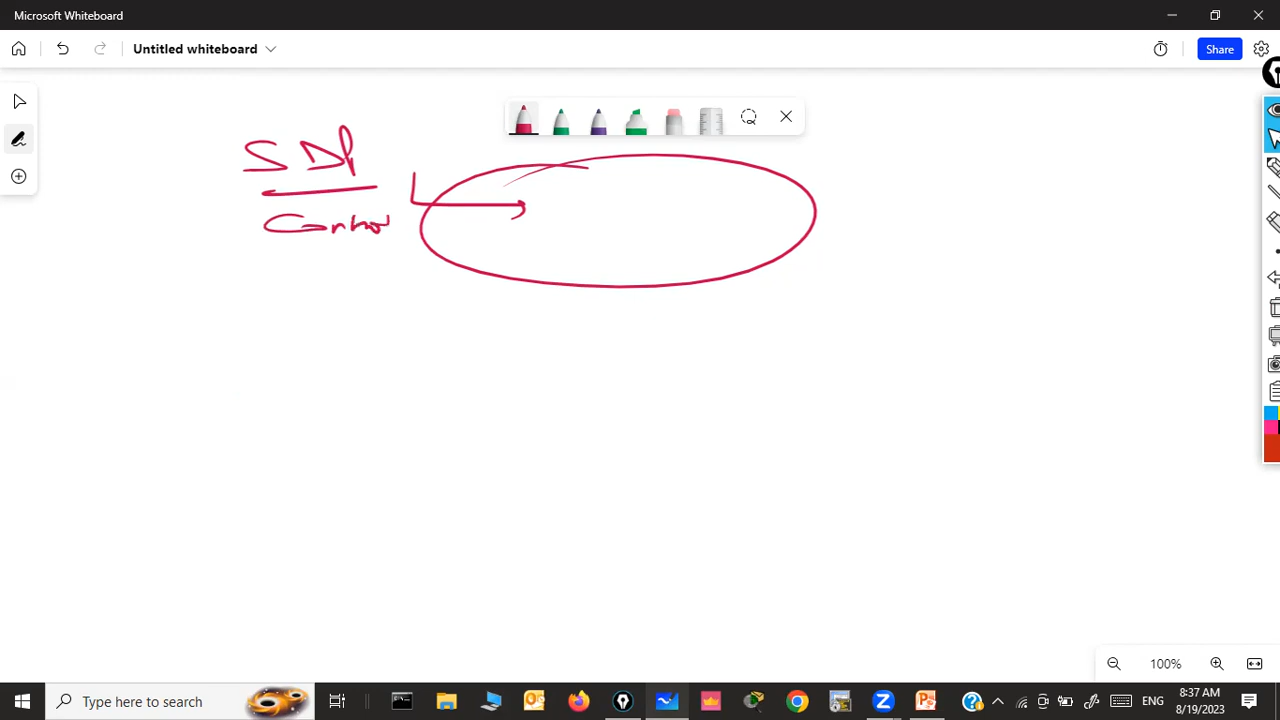 Microsoft Whiteboard
Untitled whiteboard
Share
SDP
Control
100%
Type here to search
ENG
8:37 AM
8/19/2023